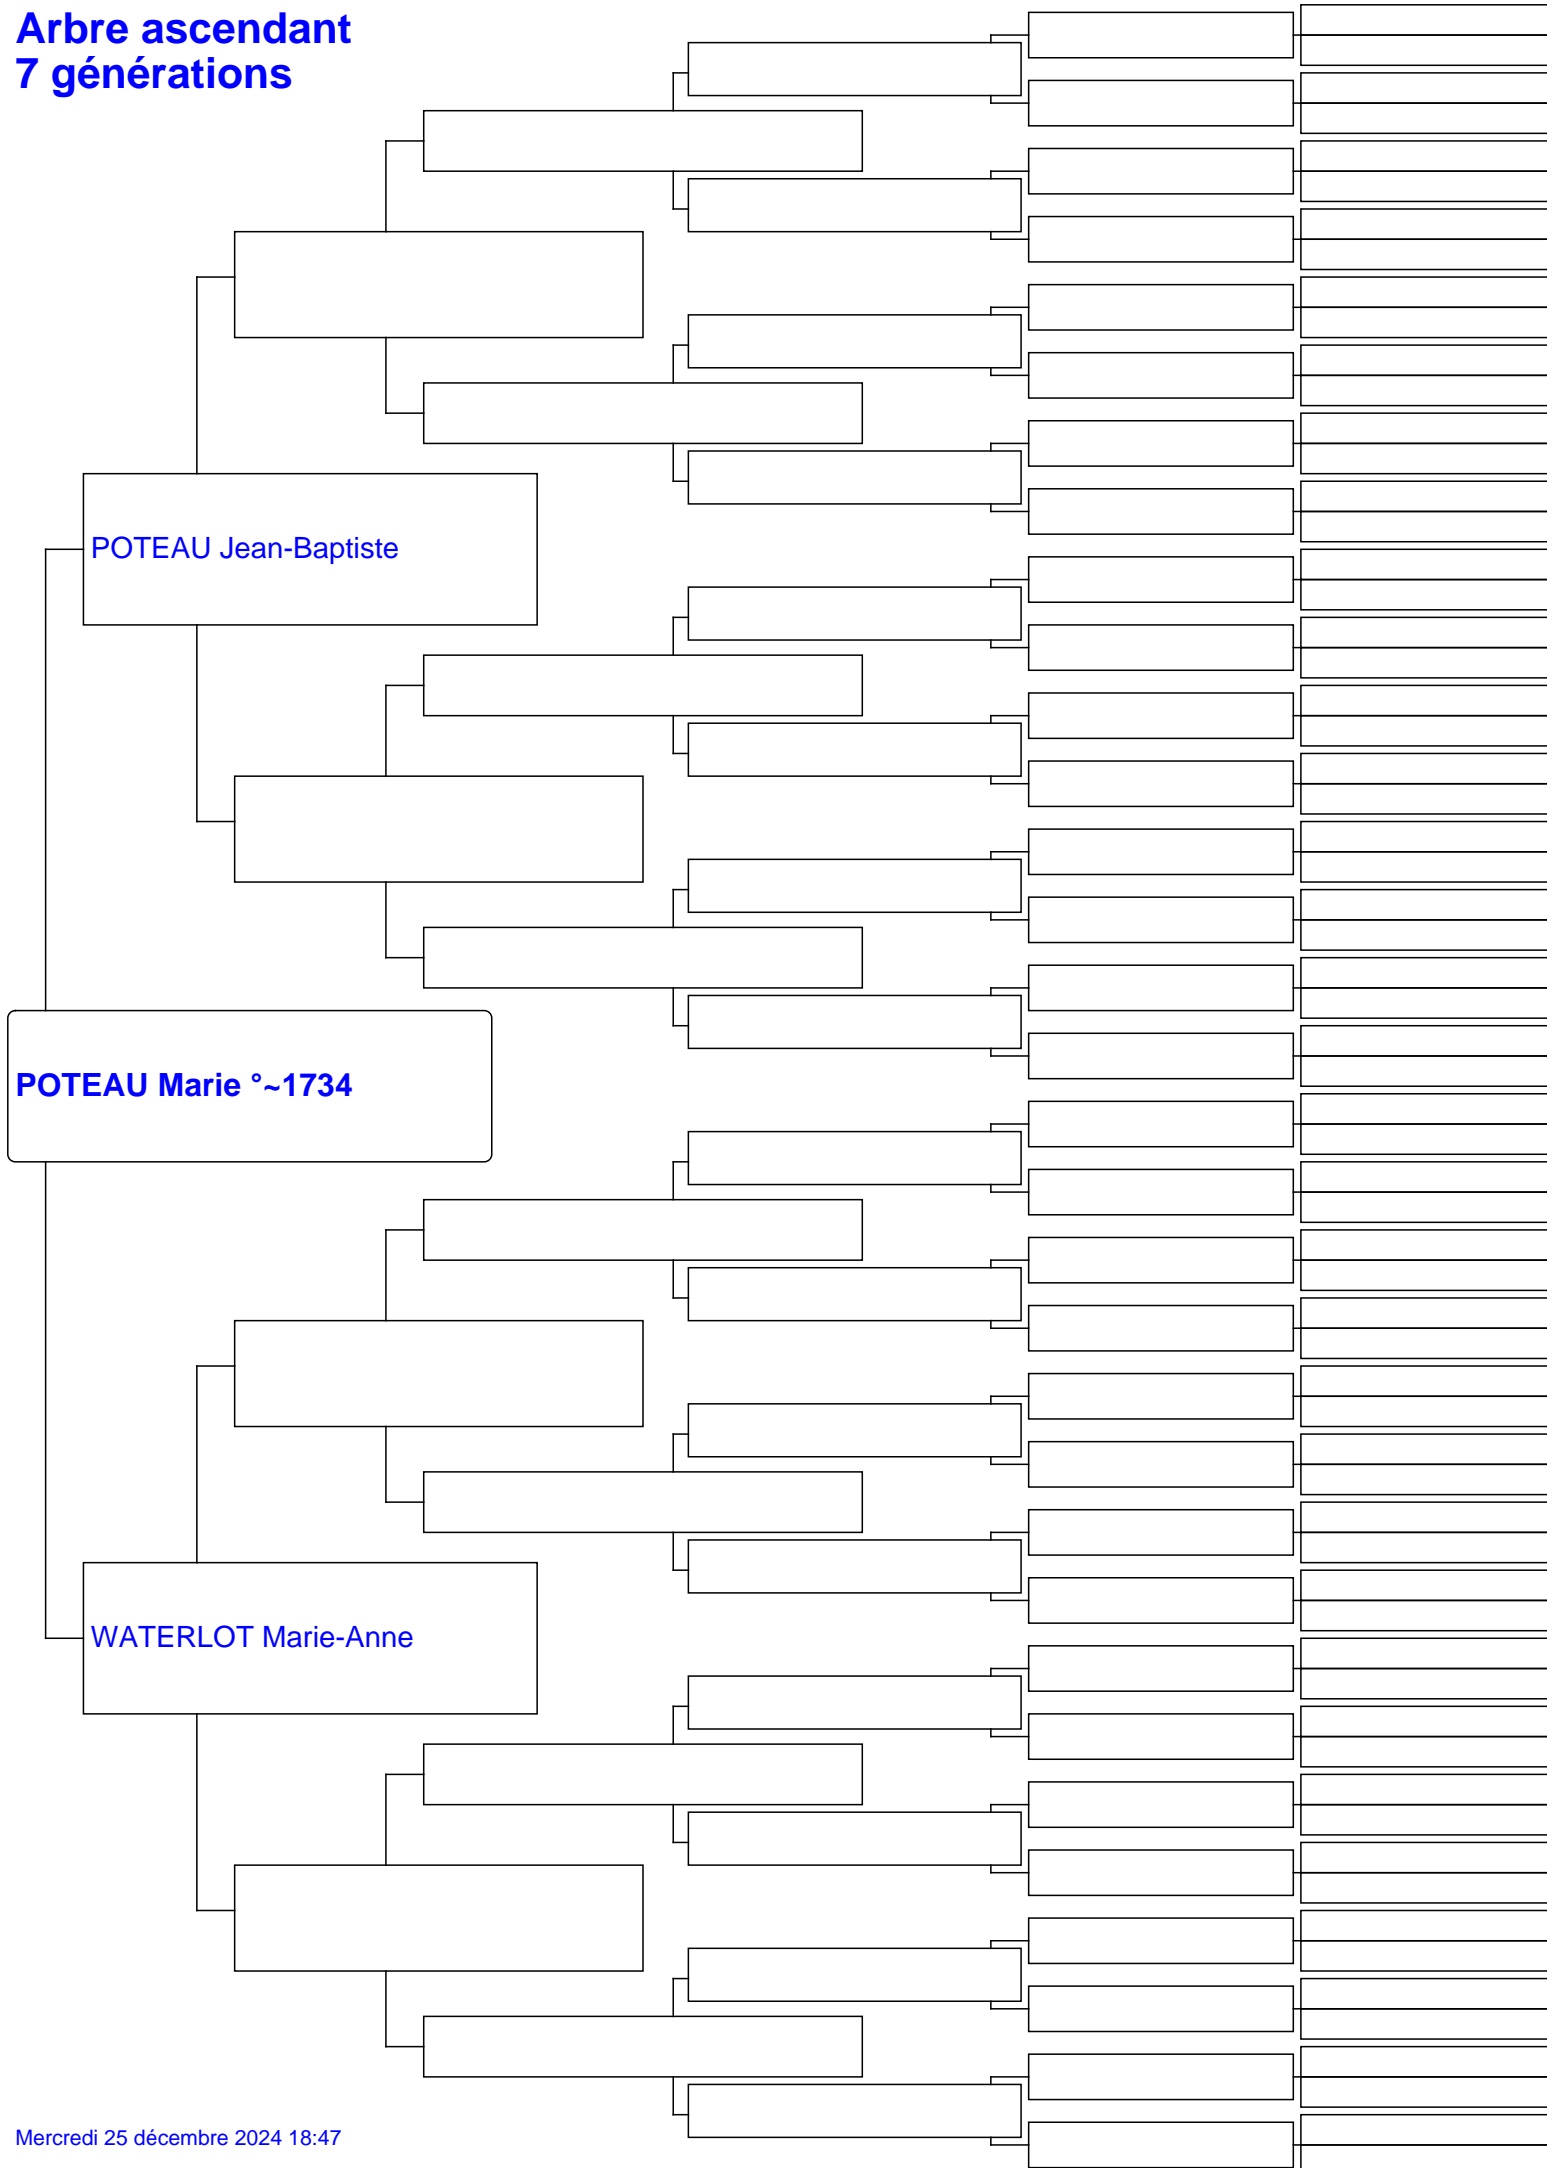 Arbre ascendant
7 générations
POTEAU Jean-Baptiste
POTEAU Marie °~1734
WATERLOT Marie-Anne
Mercredi 25 décembre 2024 18:47